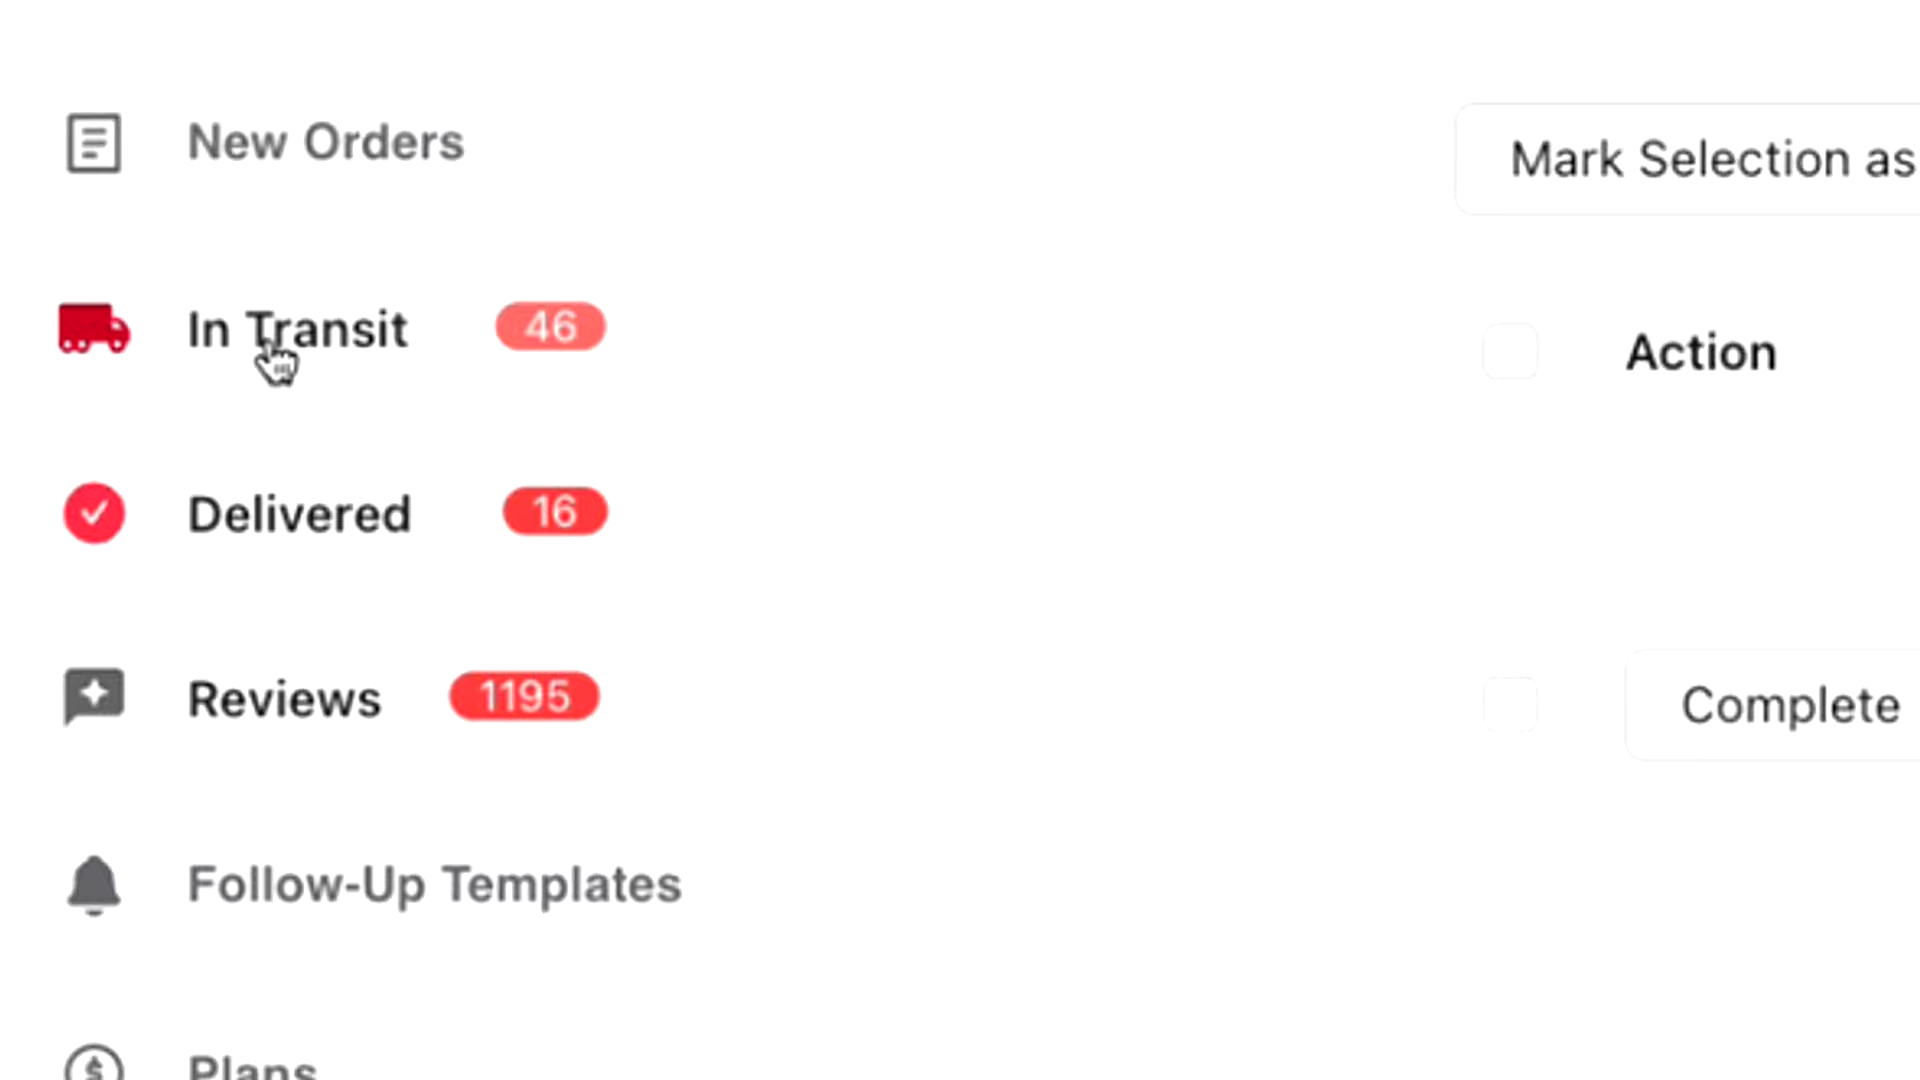 New Orders
Mark Selection as
In Transit 46
Action
Delivered 16
Reviews 1195
Complete
Follow-Up Templates
Plans